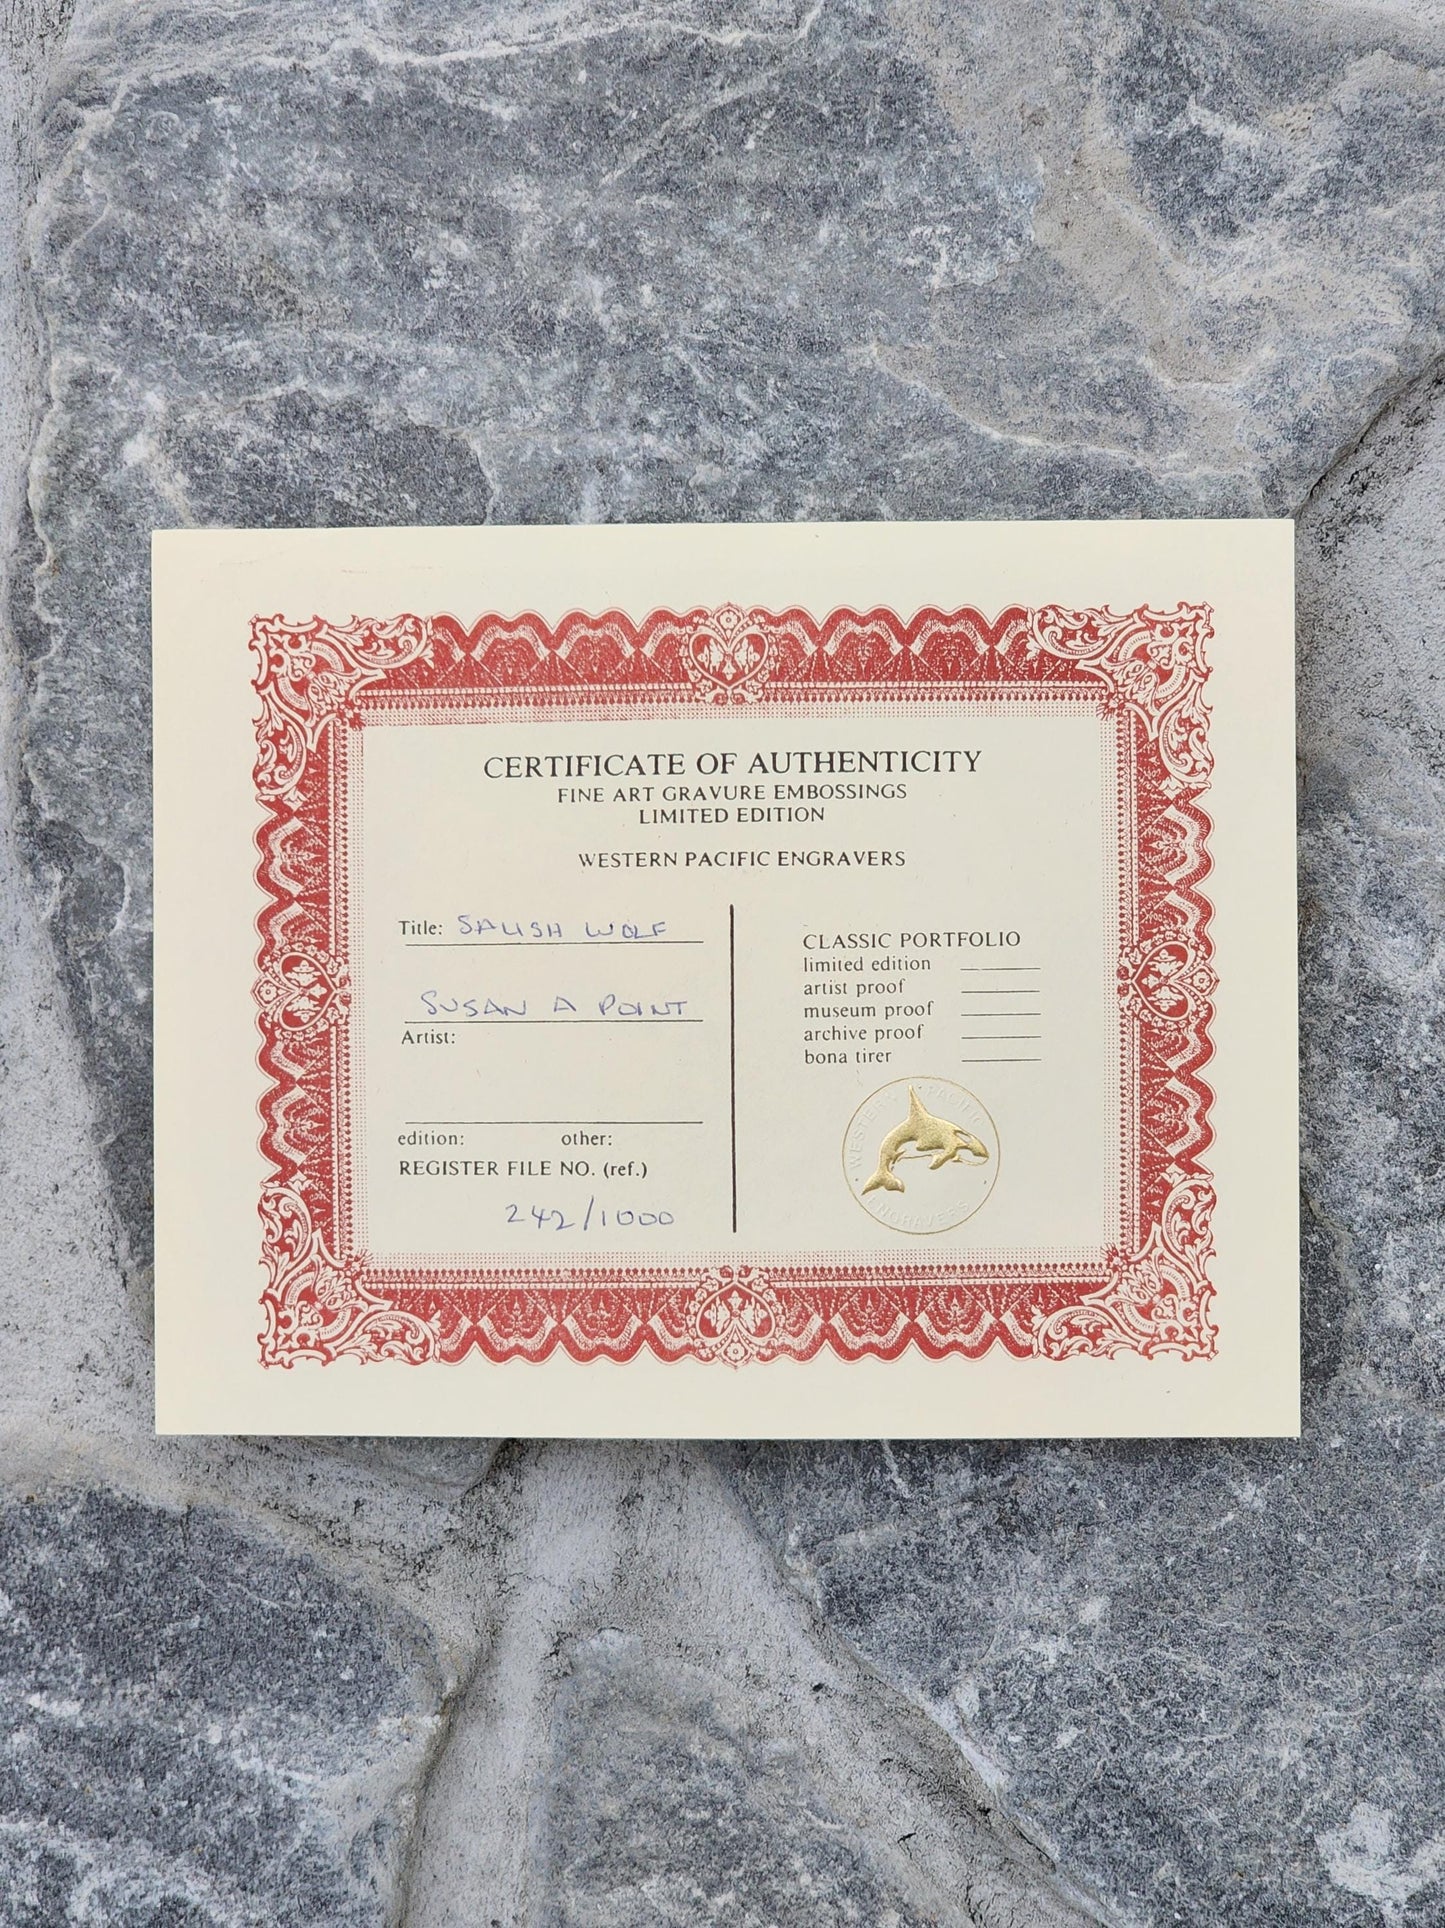 CERTIFICATE OF AUTHENTICITY
FINE ART GRAVURE EMBOSSINGS
LIMITED EDITION
WESTERN PACIFIC ENGRAVERS
Title: SALISH WOLF
SUSAN A POINT
Artist:
edition: other:
REGISTER FILE NO. (ref.)
242/1000
CLASSIC PORTFOLIO
limited edition
artist proof
museum proof
archive proof
bona tirer
WESTERN PACIFIC
ENGRAVERS